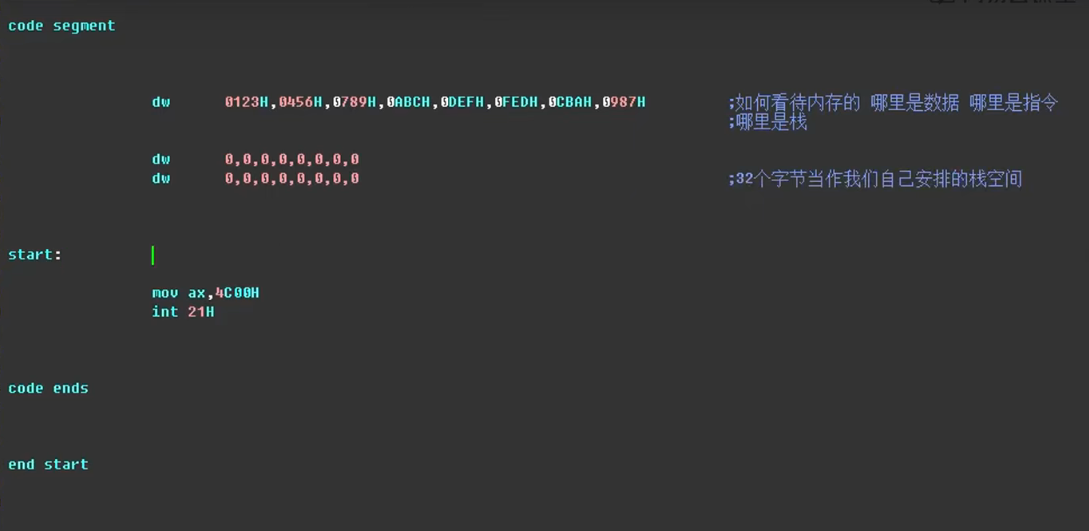 code segment
dw 0123H,0456H,0789H,0ABCH,0DEFH,0FEDH,0CBAH,0987H ;如何看待内存的 哪里是数据 哪里是指令
;哪里是栈
dw 0,0,0,0,0,0,0,0
dw 0,0,0,0,0,0,0,0 ;32个字节当作我们自己安排的栈空间
start:
mov ax,4C00H
int 21H
code ends
end start